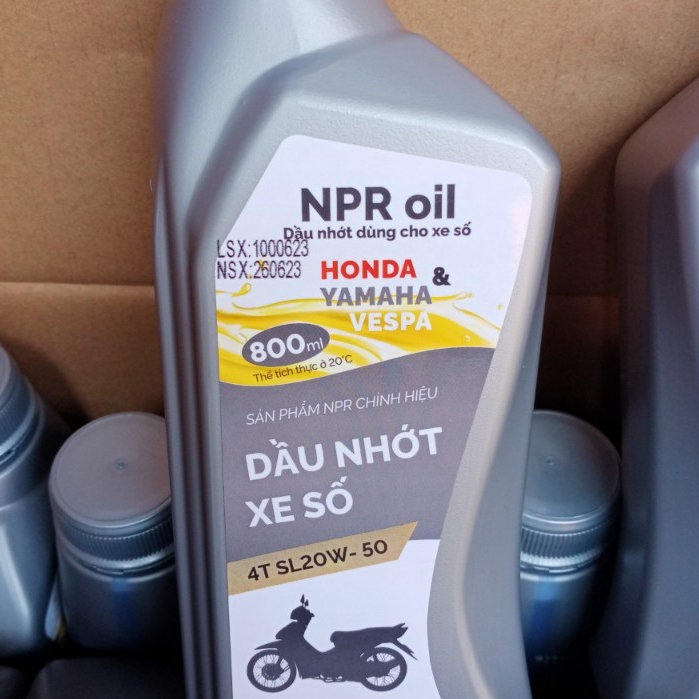 NPR oil
Dầu nhớt dùng cho xe số
LSX:1000623
NSX:260623
HONDA &
YAMAHA
VESPA
800ml
Thể tích thực ở 20°C
SẢN PHẨM NPR CHÍNH HIỆU
DẦU NHỚT
XE SỐ
4T SL20W- 50